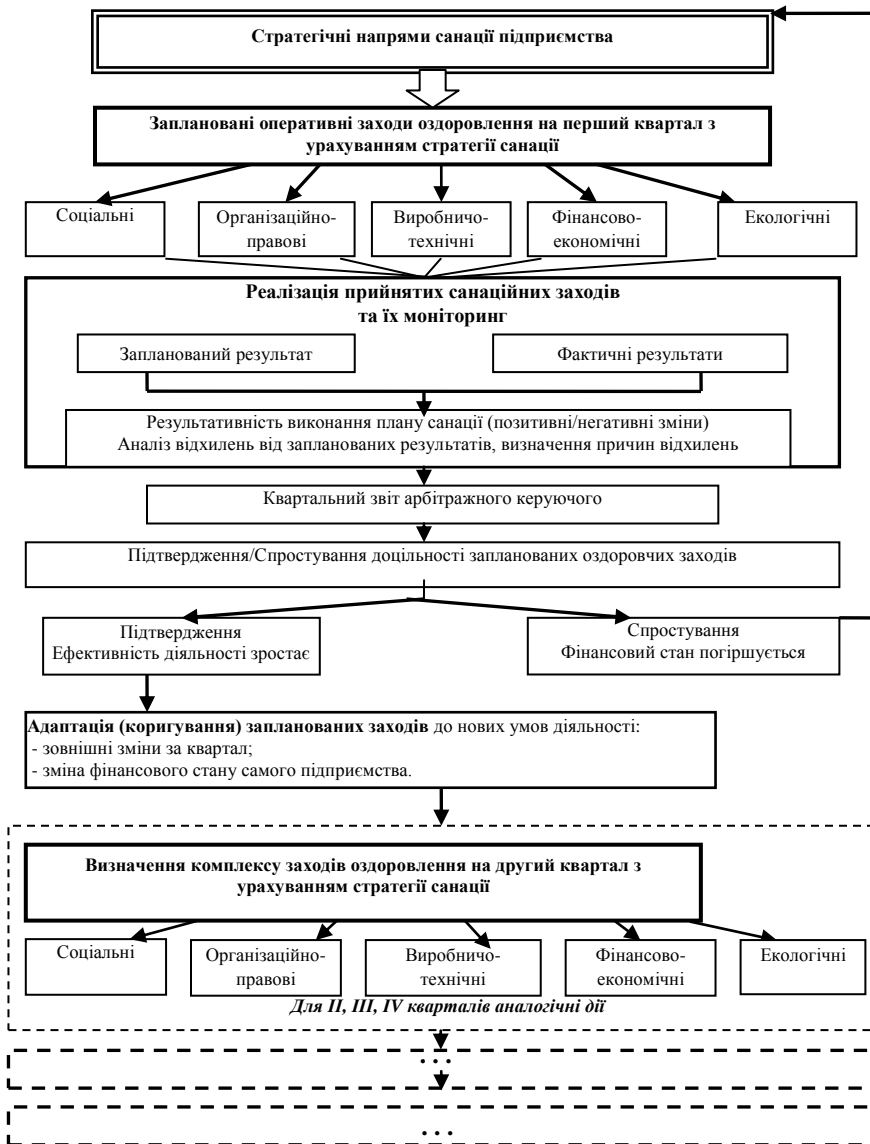 Стратегічні напрями санації підприємства
Заплановані оперативні заходи оздоровлення на перший квартал з
урахуванням стратегії санації
Соціальні
Організаційно-
правові
Виробничо-
технічні
Фінансово-
економічні
Екологічні
Реалізація прийнятих санаційних заходів
та їх моніторинг
Запланований результат
Фактичні результати
Результативність виконання плану санації (позитивні/негативні зміни)
Аналіз відхилень від запланованих результатів, визначення причин відхилень
Квартальний звіт арбітражного керуючого
Підтвердження/Спростування доцільності запланованих оздоровчих заходів
Підтвердження
Ефективність діяльності зростає
Спростування
Фінансовий стан погіршується
Адаптація (коригування) запланованих заходів до нових умов діяльності:
- зовнішні зміни за квартал;
- зміна фінансового стану самого підприємства.
Визначення комплексу заходів оздоровлення на другий квартал з
урахуванням стратегії санації
Соціальні
Організаційно-
правові
Виробничо-
технічні
Фінансово-
економічні
Екологічні
Для II, III, IV кварталів аналогічні дії
. . .
. . .